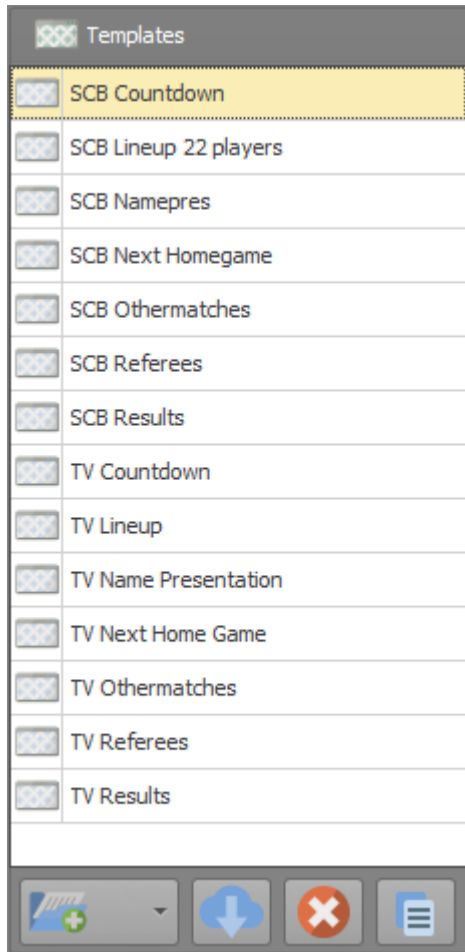 Templates
SCB Countdown
SCB Lineup 22 players
SCB Namepres
SCB Next Homegame
SCB Othermatches
SCB Referees
SCB Results
TV Countdown
TV Lineup
TV Name Presentation
TV Next Home Game
TV Othermatches
TV Referees
TV Results